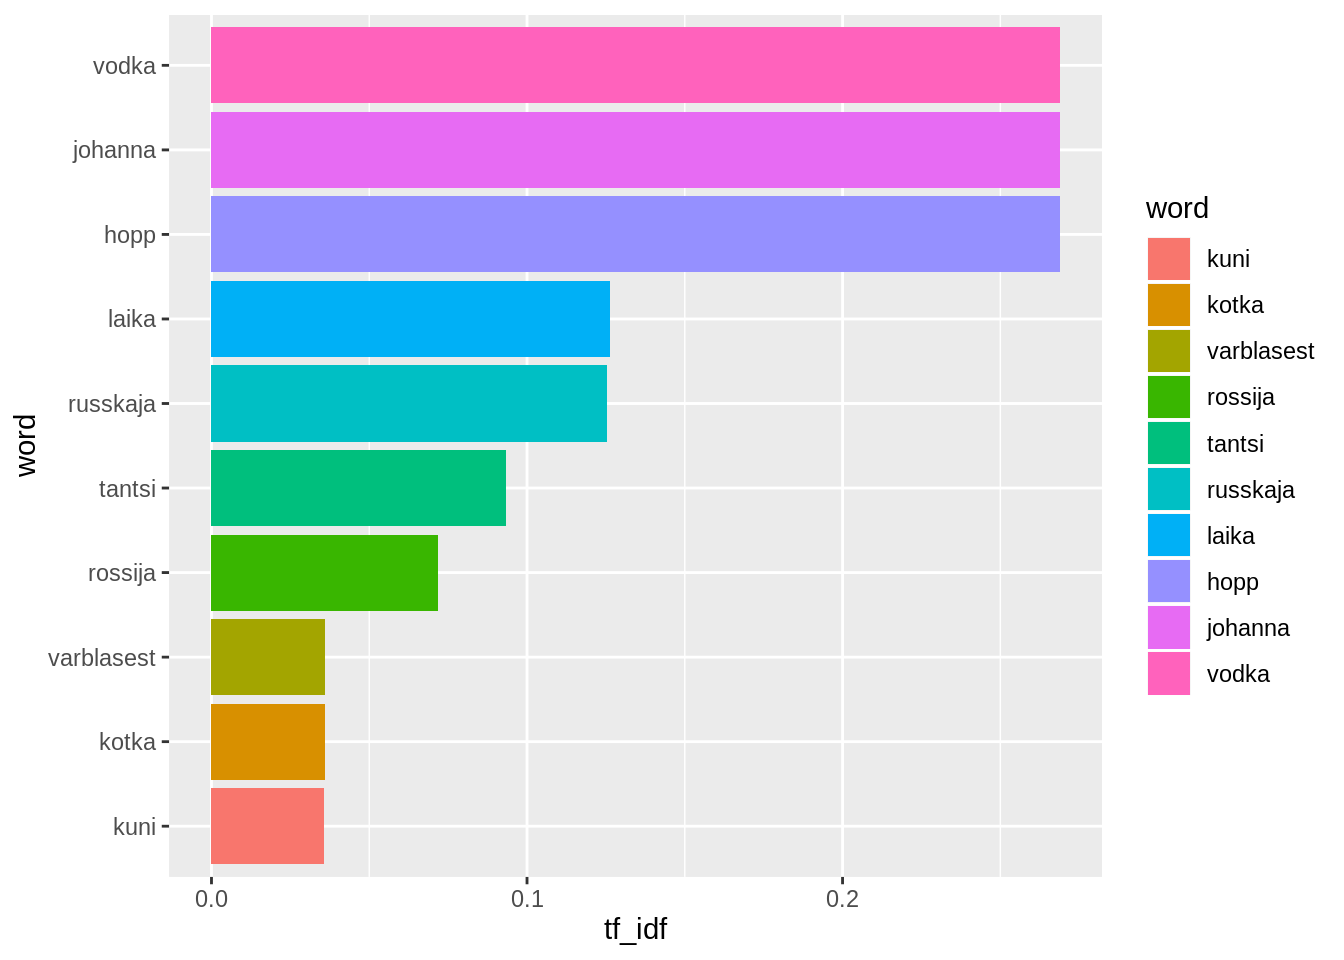 vodka
johanna
hopp
laika
russkaja
tantsi
rossija
varblasest
kotka
kuni
word
0.0 0.1 0.2
tf_idf
word
kuni
kotka
varblasest
rossija
tantsi
russkaja
laika
hopp
johanna
vodka